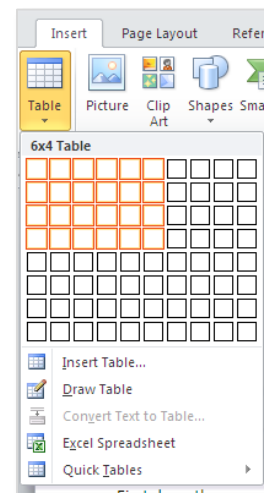 Insert Page Layout Refer
Table Picture Clip Art Shapes Sma
6x4 Table
Insert Table...
Draw Table
Convert Text to Table...
Excel Spreadsheet
Quick Tables